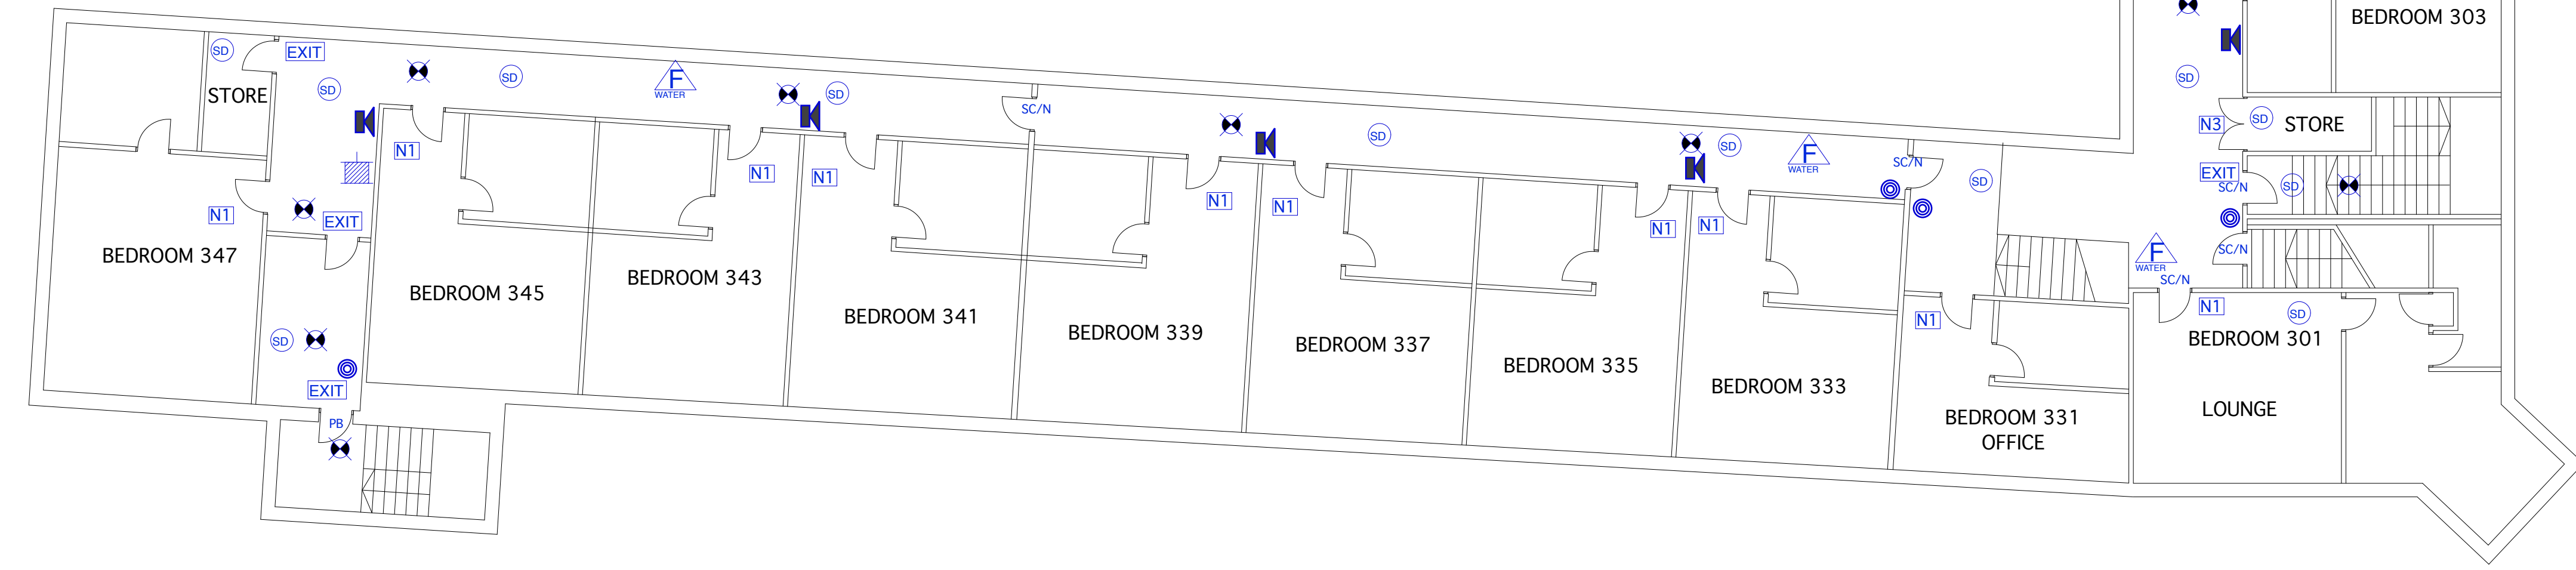 BEDROOM 303
SD
EXIT
STORE
SD
SD
F
WATER
SD
SC/N
SD
SD
F
WATER
SC/N
SD
SD
N3
SD
STORE
EXIT
SC/N
SD
N1
N1
N1
N1
N1
N1
N1
N1
EXIT
BEDROOM 347
BEDROOM 345
BEDROOM 343
BEDROOM 341
BEDROOM 339
BEDROOM 337
BEDROOM 335
BEDROOM 333
F
WATER
SC/N
SC/N
N1
N1
SD
BEDROOM 301
LOUNGE
BEDROOM 331
OFFICE
SD
EXIT
PB